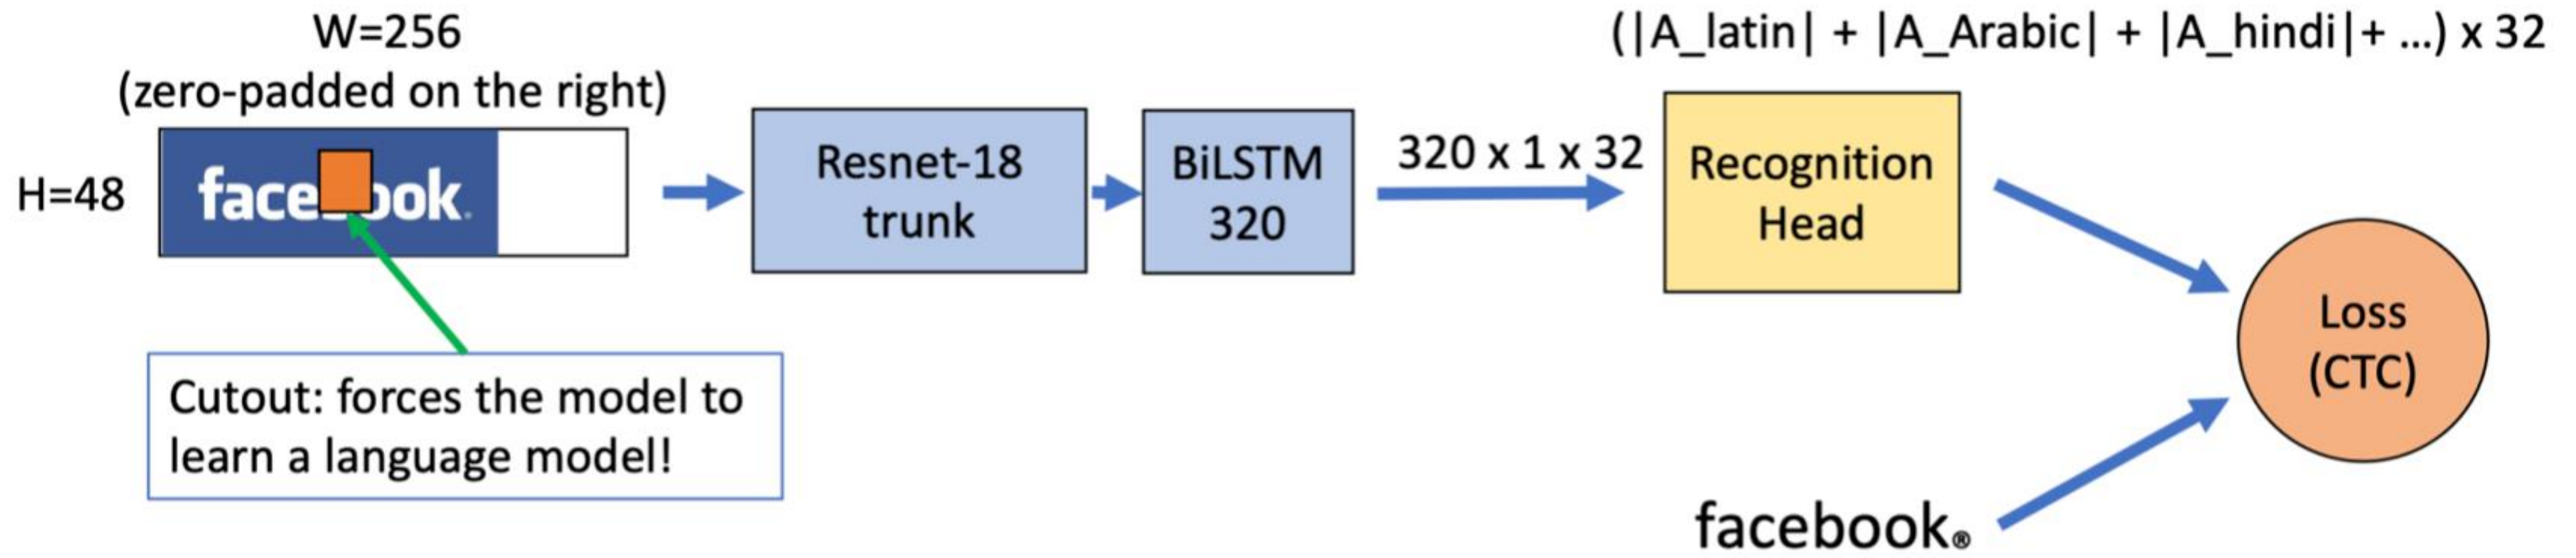 W=256
(zero-padded on the right)
H=48
facebook.
Resnet-18
trunk
BiLSTM
320
320 x 1 x 32
(|A_latin| + |A_Arabic| + |A_hindi|+ ...) x 32
Recognition
Head
Loss
(CTC)
Cutout: forces the model to
learn a language model!
facebook®